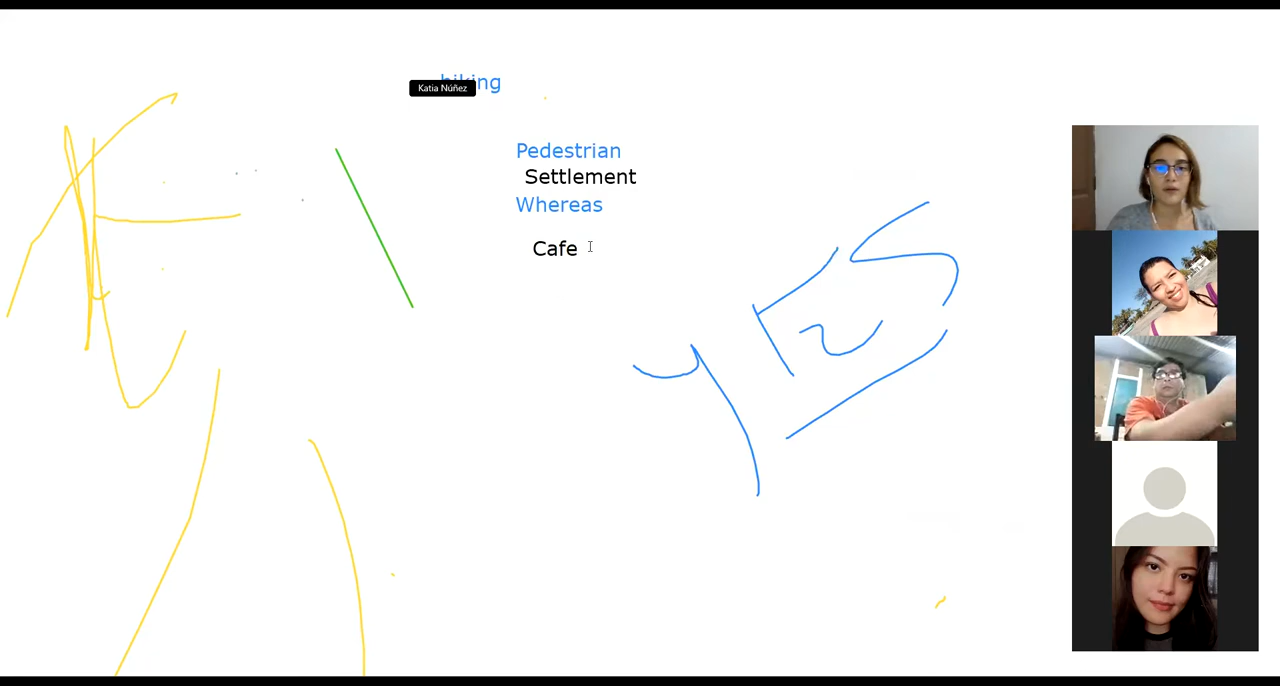 Katia Núñez
Pedestrian
Settlement
Whereas
Cafe
YES